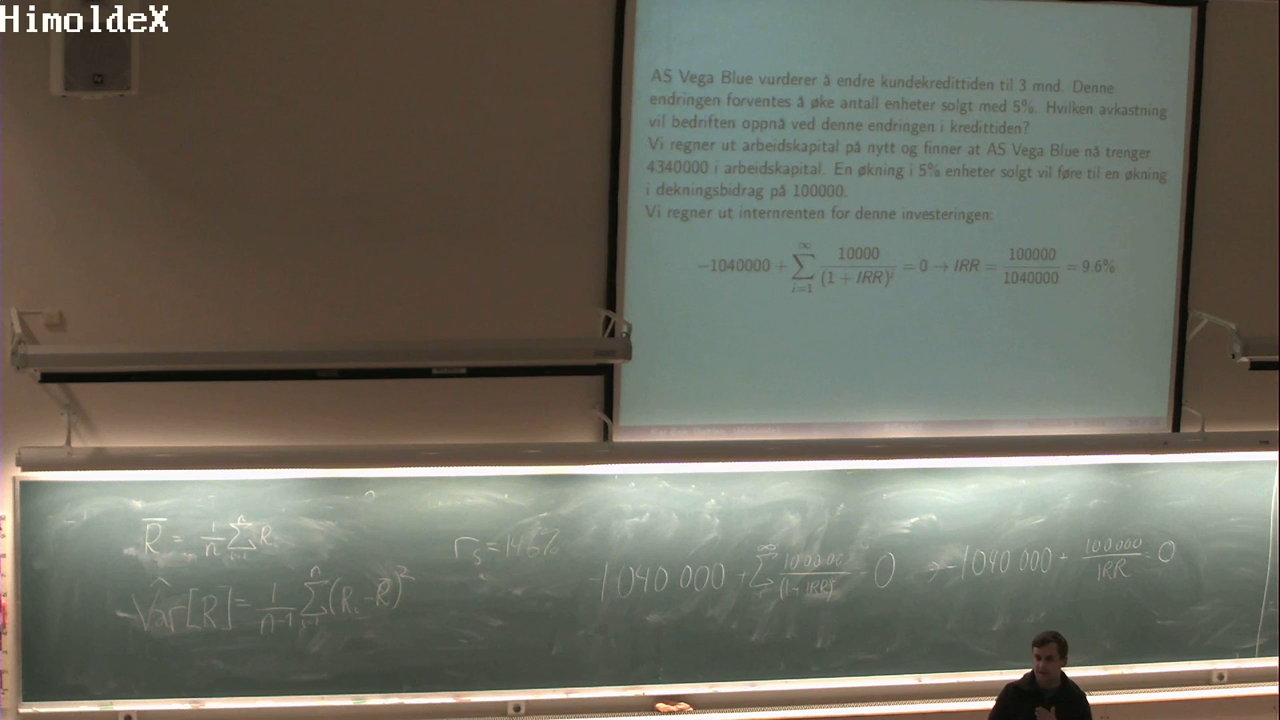 HimoldeX
AS Vega Blue vurderer å endre kundekredittiden til 3 mnd. Denne
endringen forventes å øke antall enheter solgt med 5%. Hvilken avkastning
vil bedriften oppnå ved denne endringen i kredittiden?
Vi regner ut arbeidskapital på nytt og finner at AS Vega Blue nå trenger
4340000 i arbeidskapital. En økning i 5% enheter solgt vil føre til en økning
i dekningsbidrag på 100000.
Vi regner ut internrenten for denne investeringen:
−1040000 + ∑_{i=1}^{∞} 10000/(1 + IRR)^i = 0 → IRR = 100000/1040000 = 9.6%
R̄ = 1/n ∑_{i=1}^{n} R_i
V̂ar[R] = 1/(n-1) ∑_{i=1}^{n} (R_i - R̄)²
r_s = 14.6%
-1040 000 + ∑_{i}^{∞} 100 000/(1+IRR)^i = 0 → -1040 000 + 100 000/IRR = 0